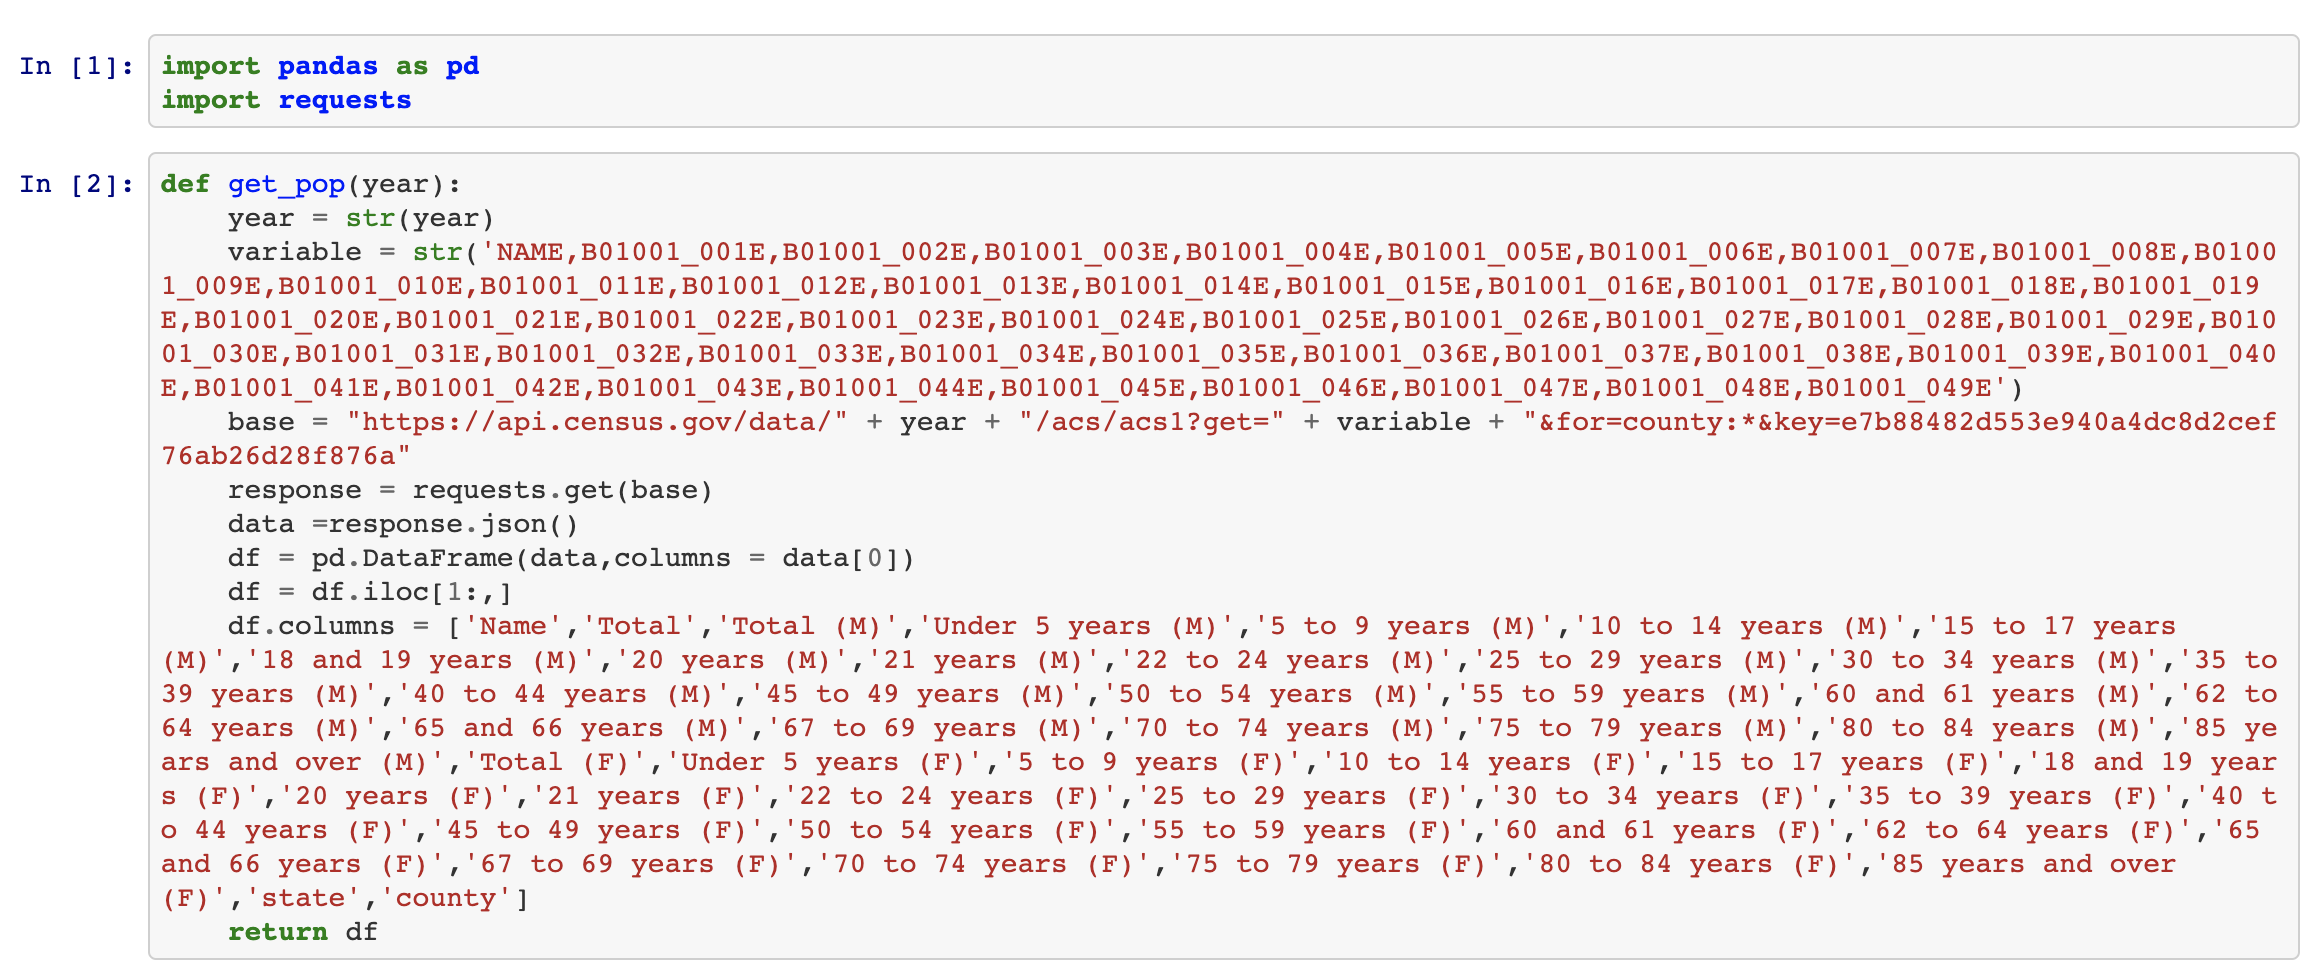 In [1]: import pandas as pd
import requests
In [2]: def get_pop(year):
    year = str(year)
    variable = str('NAME,B01001_001E,B01001_002E,B01001_003E,B01001_004E,B01001_005E,B01001_006E,B01001_007E,B01001_008E,B0100
1_009E,B01001_010E,B01001_011E,B01001_012E,B01001_013E,B01001_014E,B01001_015E,B01001_016E,B01001_017E,B01001_018E,B01001_019
E,B01001_020E,B01001_021E,B01001_022E,B01001_023E,B01001_024E,B01001_025E,B01001_026E,B01001_027E,B01001_028E,B01001_029E,B010
01_030E,B01001_031E,B01001_032E,B01001_033E,B01001_034E,B01001_035E,B01001_036E,B01001_037E,B01001_038E,B01001_039E,B01001_040
E,B01001_041E,B01001_042E,B01001_043E,B01001_044E,B01001_045E,B01001_046E,B01001_047E,B01001_048E,B01001_049E')
    base = "https://api.census.gov/data/" + year + "/acs/acs1?get=" + variable + "&for=county:*&key=e7b88482d553e940a4dc8d2cef
76ab26d28f876a"
    response = requests.get(base)
    data =response.json()
    df = pd.DataFrame(data,columns = data[0])
    df = df.iloc[1:,]
    df.columns = ['Name','Total','Total (M)','Under 5 years (M)','5 to 9 years (M)','10 to 14 years (M)','15 to 17 years
(M)','18 and 19 years (M)','20 years (M)','21 years (M)','22 to 24 years (M)','25 to 29 years (M)','30 to 34 years (M)','35 to
39 years (M)','40 to 44 years (M)','45 to 49 years (M)','50 to 54 years (M)','55 to 59 years (M)','60 and 61 years (M)','62 to
64 years (M)','65 and 66 years (M)','67 to 69 years (M)','70 to 74 years (M)','75 to 79 years (M)','80 to 84 years (M)','85 ye
ars and over (M)','Total (F)','Under 5 years (F)','5 to 9 years (F)','10 to 14 years (F)','15 to 17 years (F)','18 and 19 year
s (F)','20 years (F)','21 years (F)','22 to 24 years (F)','25 to 29 years (F)','30 to 34 years (F)','35 to 39 years (F)','40 t
o 44 years (F)','45 to 49 years (F)','50 to 54 years (F)','55 to 59 years (F)','60 and 61 years (F)','62 to 64 years (F)','65
and 66 years (F)','67 to 69 years (F)','70 to 74 years (F)','75 to 79 years (F)','80 to 84 years (F)','85 years and over
(F)','state','county']
    return df